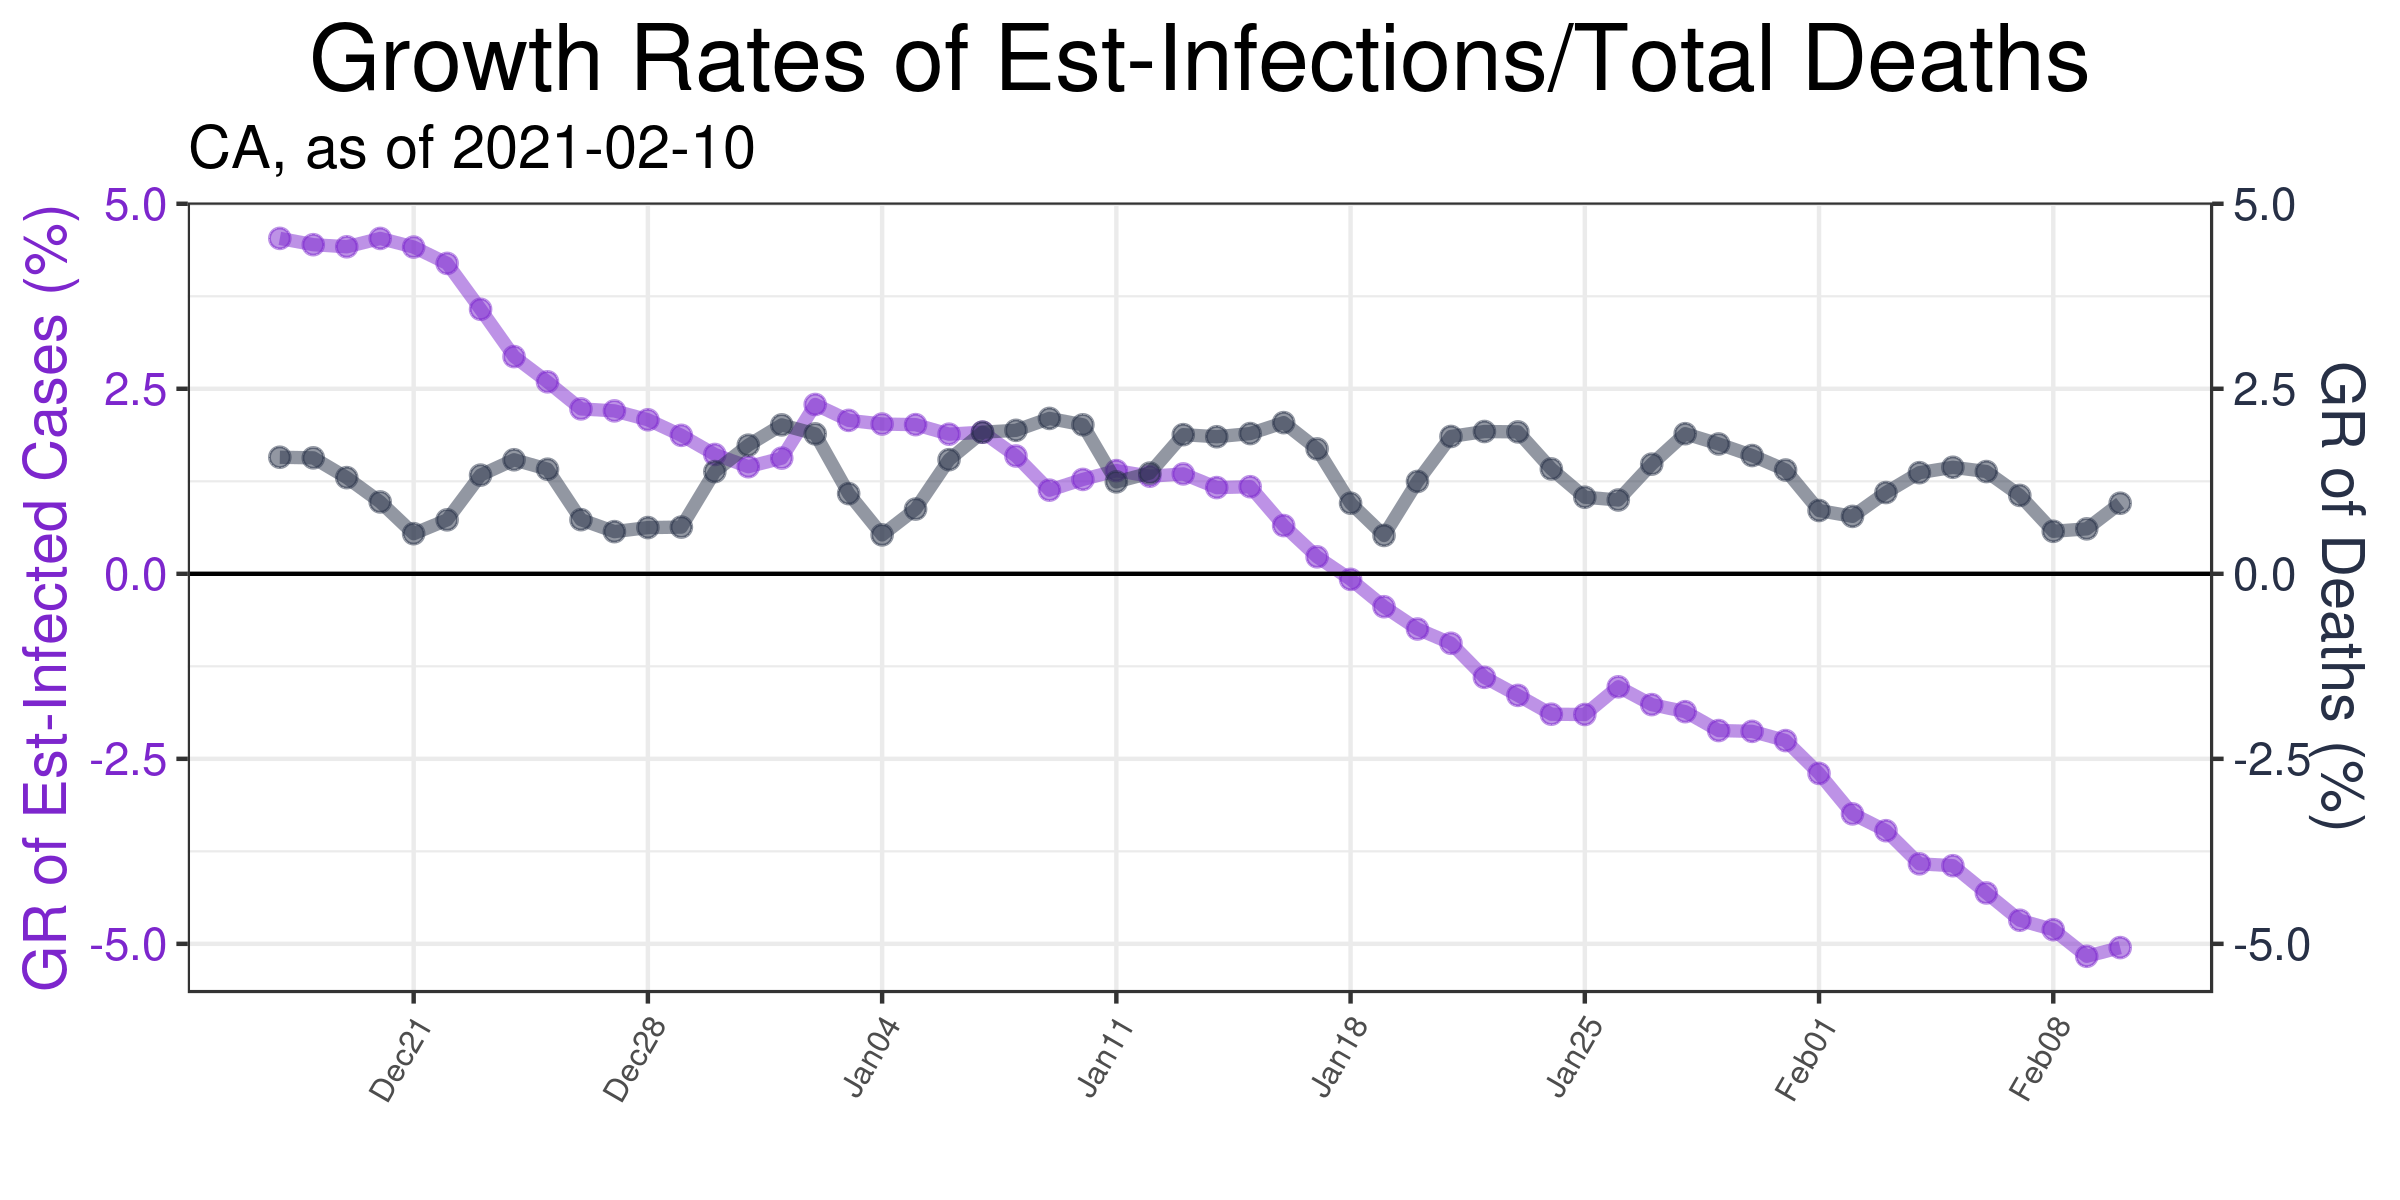 Growth Rates of Est-Infections/Total Deaths
CA, as of 2021-02-10
GR of Est-Infected Cases (%)
5.0
2.5
0.0
-2.5
-5.0
5.0
2.5
0.0
-2.5
-5.0
GR of Deaths (%)
Dec21
Dec28
Jan04
Jan11
Jan18
Jan25
Feb01
Feb08